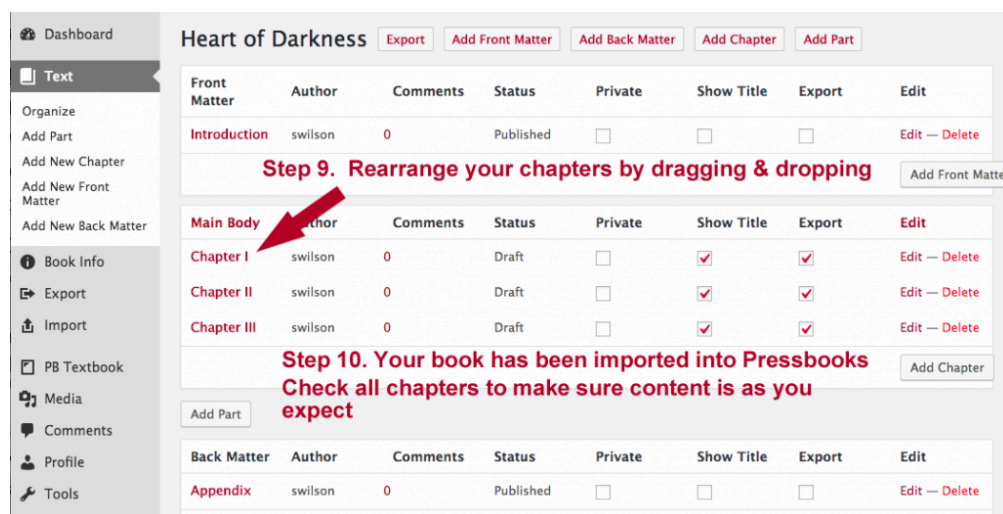 Dashboard
Text
Organize
Add Part
Add New Chapter
Add New Front
Matter
Add New Back Matter
Book Info
Export
Import
PB Textbook
Media
Comments
Profile
Tools
Heart of Darkness Export Add Front Matter Add Back Matter Add Chapter Add Part
Front
Matter Author Comments Status Private Show Title Export Edit
Introduction swilson 0 Published Edit — Delete
Step 9. Rearrange your chapters by dragging & dropping
Add Front Matte
Main Body Comments Status Private Show Title Export Edit
Chapter I swilson 0 Draft Edit — Delete
Chapter II swilson 0 Draft Edit — Delete
Chapter III swilson 0 Draft Edit — Delete
Step 10. Your book has been imported into Pressbooks
Check all chapters to make sure content is as you
expect
Add Chapter
Add Part
Back Matter Author Comments Status Private Show Title Export Edit
Appendix swilson 0 Published Edit — Delete